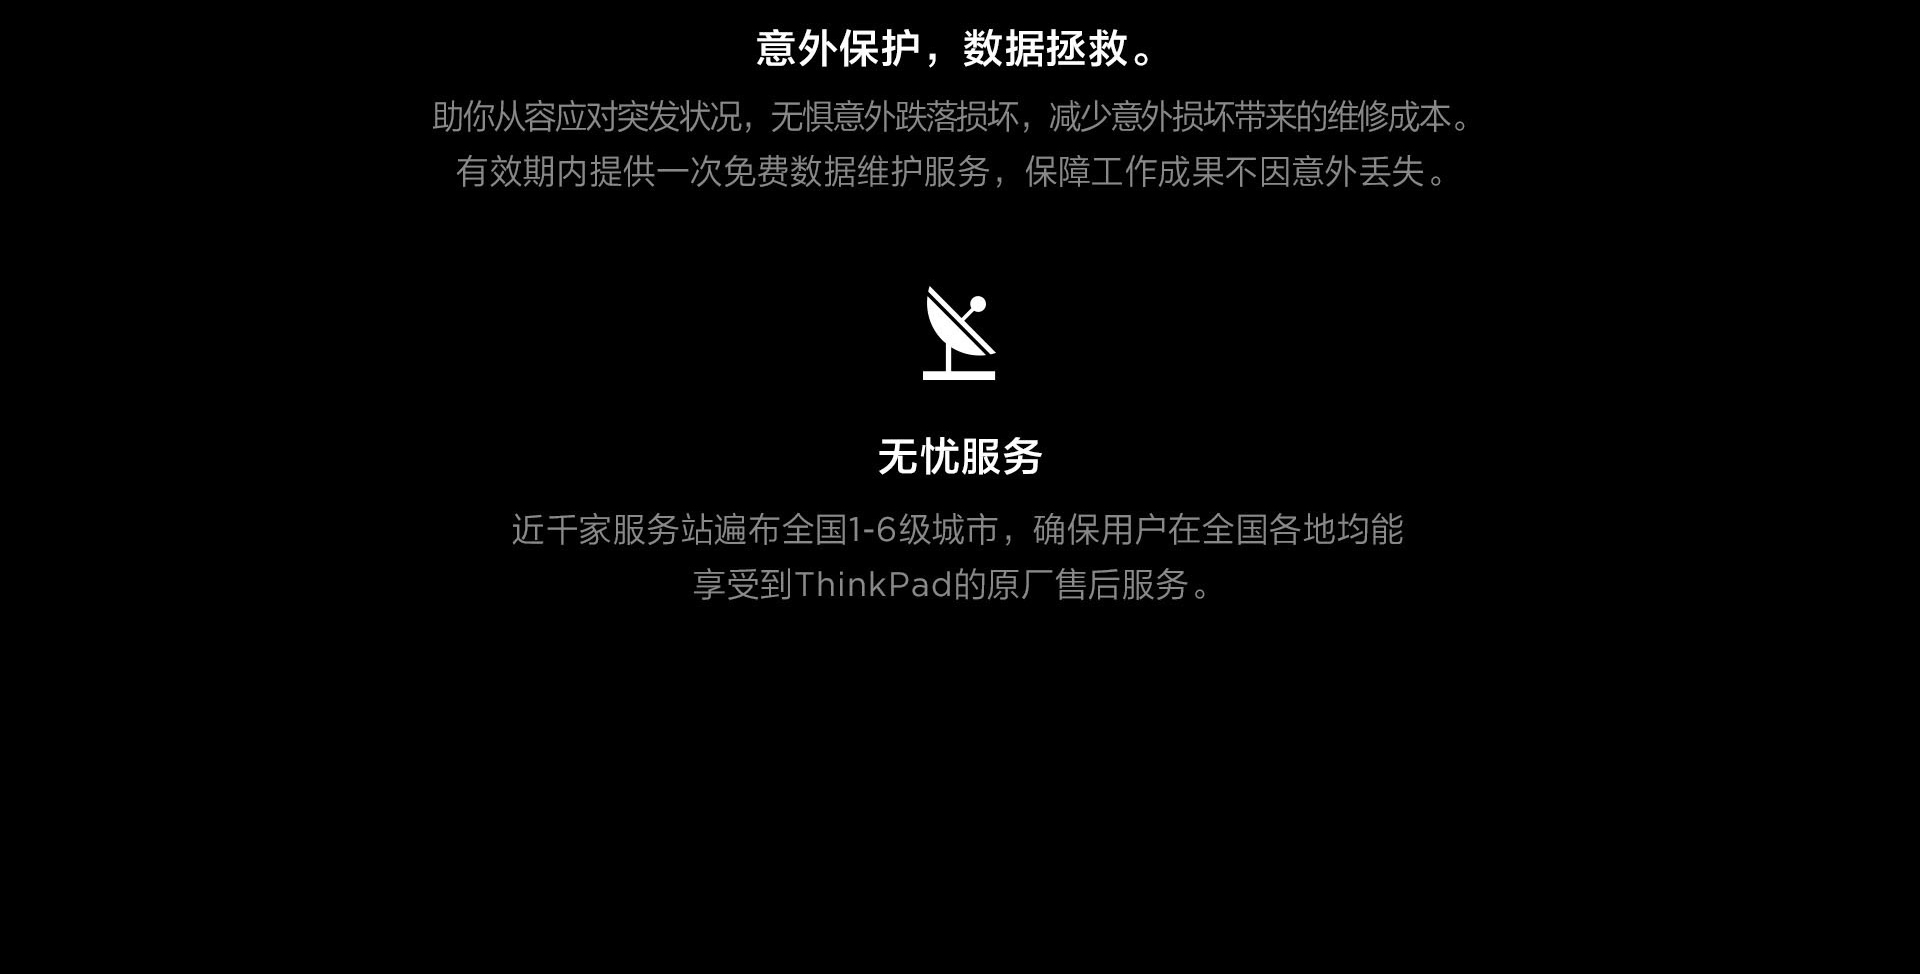 意外保护，数据拯救。
助你从容应对突发状况，无惧意外跌落损坏，减少意外损坏带来的维修成本。
有效期内提供一次免费数据维护服务，保障工作成果不因意外丢失。
无忧服务
近千家服务站遍布全国1-6级城市，确保用户在全国各地均能
享受到ThinkPad的原厂售后服务。